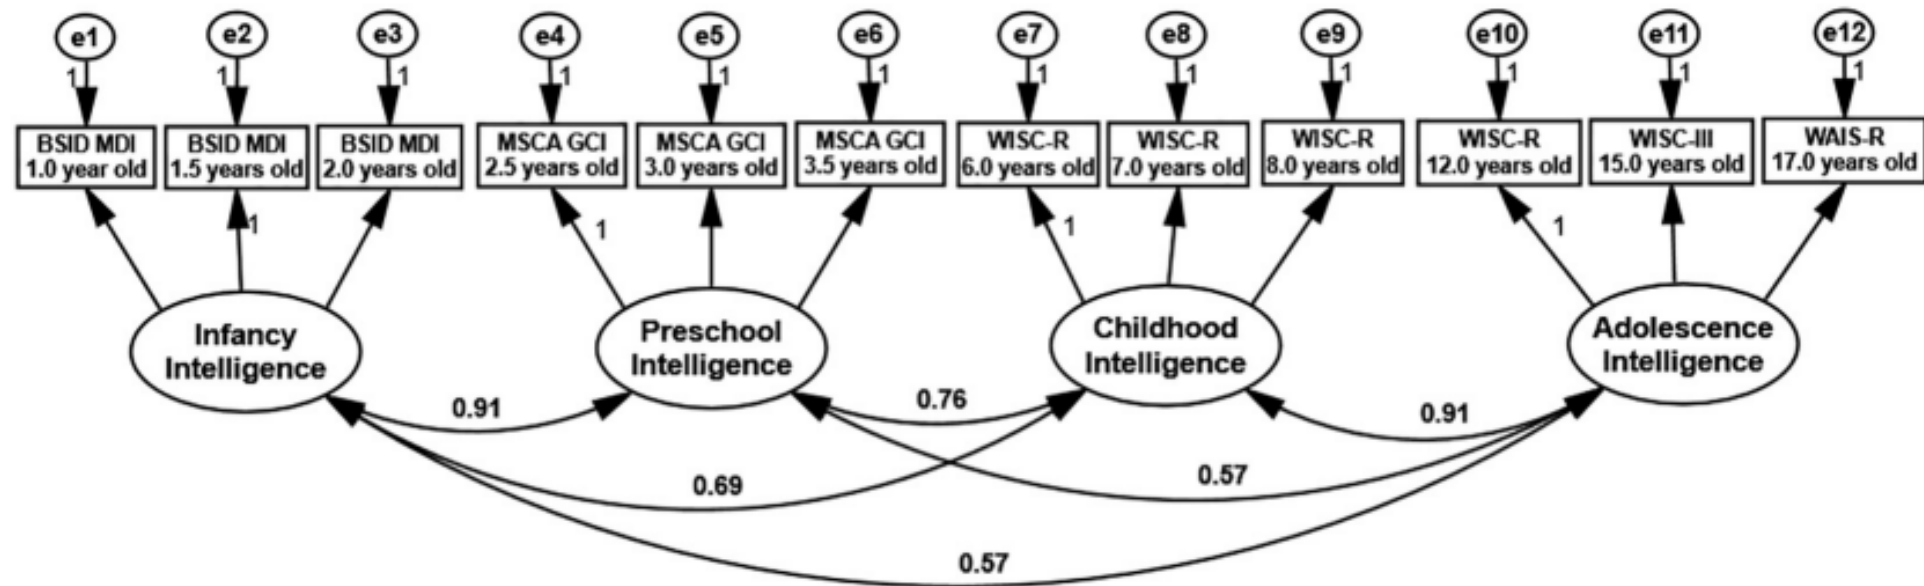 e1
e2
e3
e4
e5
e6
e7
e8
e9
e10
e11
e12
1
1
1
1
1
1
1
1
1
1
1
1
BSID MDI
1.0 year old
BSID MDI
1.5 years old
BSID MDI
2.0 years old
MSCA GCI
2.5 years old
MSCA GCI
3.0 years old
MSCA GCI
3.5 years old
WISC-R
6.0 years old
WISC-R
7.0 years old
WISC-R
8.0 years old
WISC-R
12.0 years old
WISC-III
15.0 years old
WAIS-R
17.0 years old
1
1
1
1
Infancy
Intelligence
Preschool
Intelligence
Childhood
Intelligence
Adolescence
Intelligence
0.91
0.76
0.91
0.69
0.57
0.57